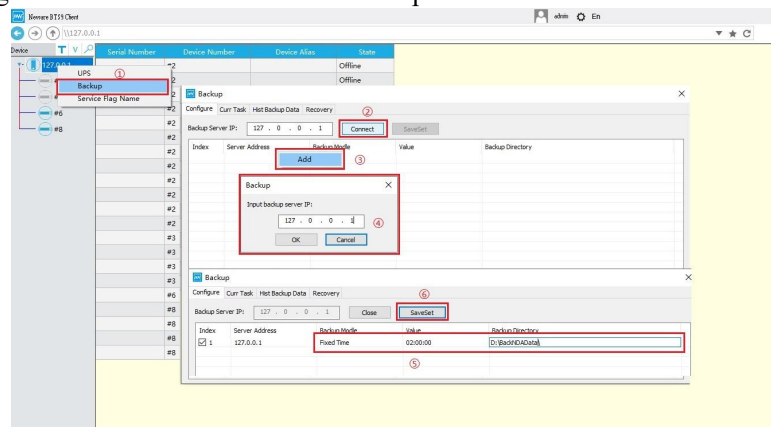 Neware BTS9 Client
admin En
\\127.0.0.1
Device T V
Serial Number Device Number Device Alias State
127.0.0.1 #2 Offline
UPS ① Offline
Backup
Service Flag Name
#6
#8
#2
#2
#2
#2
#2
#2
#2
#2
#2
#2
#3
#3
#3
#3
#6
#8
#8
#8
#8
Backup
Configure Curr Task Hist Backup Data Recovery
②
Backup Server IP: 127 . 0 . 0 . 1 Connect SaveSet
Index Server Address Backup Modle Value Backup Directory
Add ③
Backup
Input backup server IP:
127 . 0 . 0 . 1 ④
OK Cancel
Backup
Configure Curr Task Hist Backup Data Recovery
⑥
Backup Server IP: 127 . 0 . 0 . 1 Close SaveSet
Index Server Address Backup Modle Value Backup Directory
1 127.0.0.1 Fixed Time 02:00:00 D:\BackNDAData\
⑤